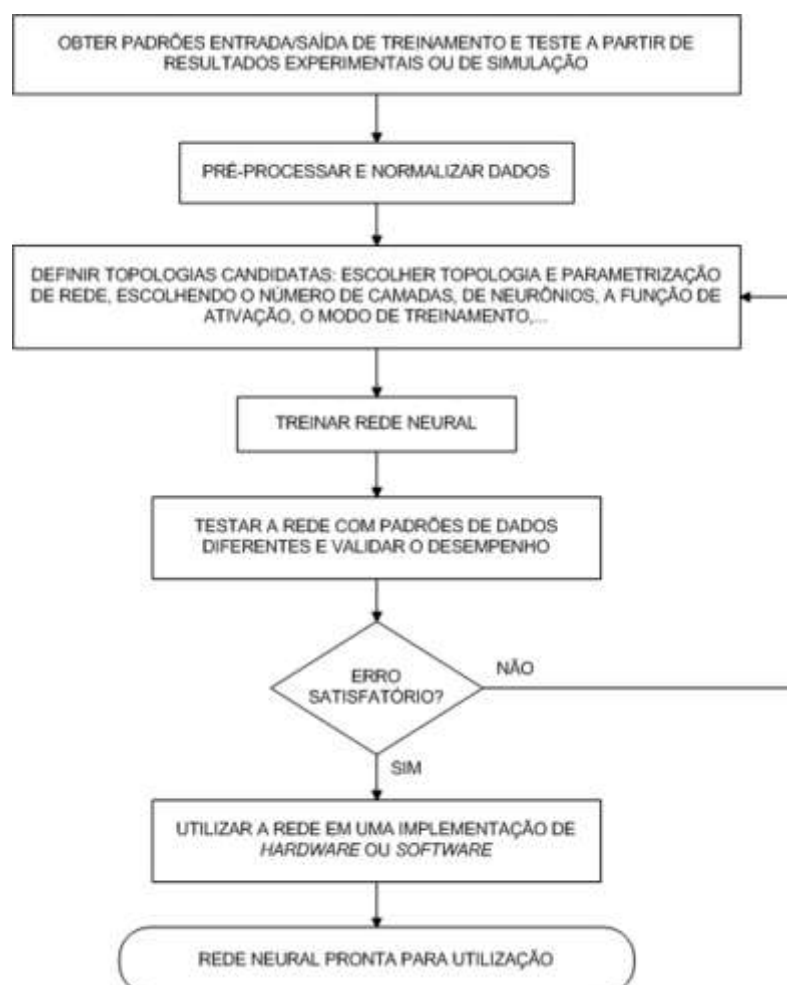 OBTER PADRÕES ENTRADA/SAÍDA DE TREINAMENTO E TESTE A PARTIR DE
RESULTADOS EXPERIMENTAIS OU DE SIMULAÇÃO
PRÉ-PROCESSAR E NORMALIZAR DADOS
DEFINIR TOPOLOGIAS CANDIDATAS: ESCOLHER TOPOLOGIA E PARAMETRIZAÇÃO
DE REDE, ESCOLHENDO O NÚMERO DE CAMADAS, DE NEURÔNIOS, A FUNÇÃO DE
ATIVAÇÃO, O MODO DE TREINAMENTO,...
TREINAR REDE NEURAL
TESTAR A REDE COM PADRÕES DE DADOS
DIFERENTES E VALIDAR O DESEMPENHO
ERRO
SATISFATÓRIO?
NÃO
SIM
UTILIZAR A REDE EM UMA IMPLEMENTAÇÃO DE
HARDWARE OU SOFTWARE
REDE NEURAL PRONTA PARA UTILIZAÇÃO